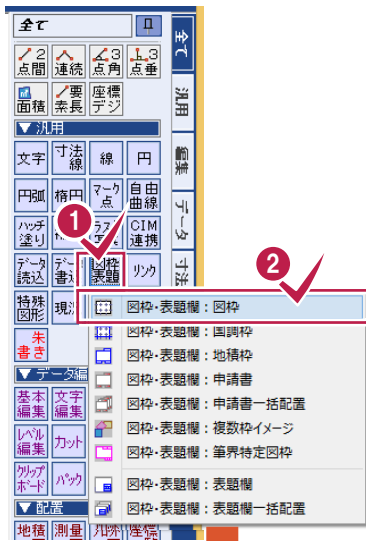 全て
全て
2点間
連続
3点角
3点垂
面積
要素長
座標デジ
汎用
▼汎用
文字
寸法線
線
円
編集
円弧
楕円
マーク点
自由曲線
データ
1
ハッチ塗り
CIM連携
2
データ読込
データ書込
図枠表題
リンク
寸法
特殊図形
図枠・表題欄：図枠
図枠・表題欄：国調枠
朱書き
図枠・表題欄：地積枠
図枠・表題欄：申請書
基本編集
文字編集
図枠・表題欄：申請書一括配置
図枠・表題欄：複数枠イメージ
レベル編集
カット
図枠・表題欄：筆界特定図枠
クリップボード
パック
図枠・表題欄：表題欄
▼配置
図枠・表題欄：表題欄一括配置
地積
測量
座標